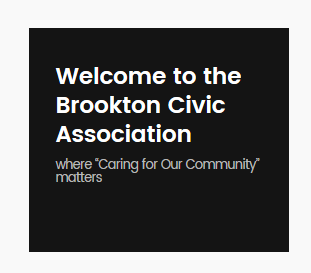 Welcome to the
Brookton Civic
Association
where “Caring for Our Community”
matters